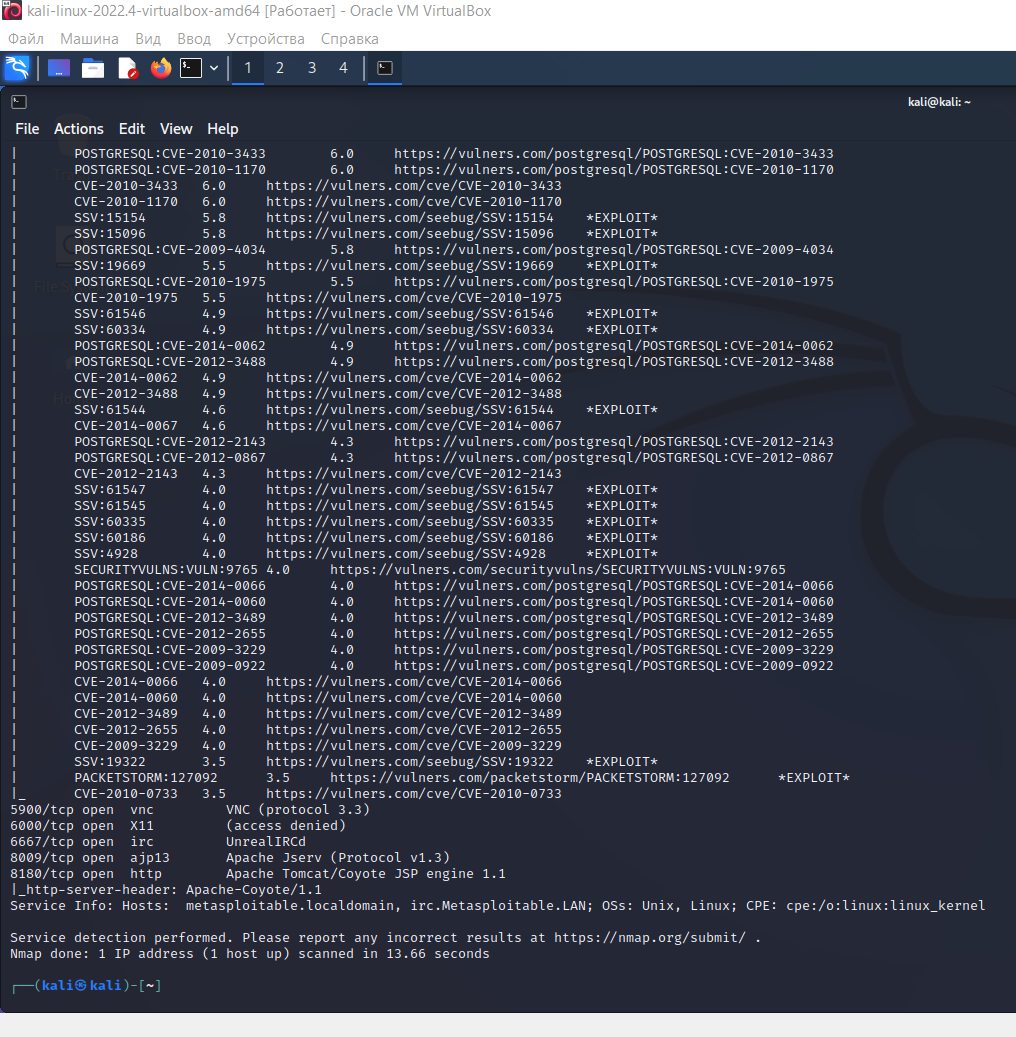 kali-linux-2022.4-virtualbox-amd64 [Работает] - Oracle VM VirtualBox
Файл Машина Вид Ввод Устройства Справка
1 2 3 4
kali@kali: ~
File Actions Edit View Help
| POSTGRESQL:CVE-2010-3433 6.0 https://vulners.com/postgresql/POSTGRESQL:CVE-2010-3433
| POSTGRESQL:CVE-2010-1170 6.0 https://vulners.com/postgresql/POSTGRESQL:CVE-2010-1170
| CVE-2010-3433 6.0 https://vulners.com/cve/CVE-2010-3433
| CVE-2010-1170 6.0 https://vulners.com/cve/CVE-2010-1170
| SSV:15154 5.8 https://vulners.com/seebug/SSV:15154 *EXPLOIT*
| SSV:15096 5.8 https://vulners.com/seebug/SSV:15096 *EXPLOIT*
| POSTGRESQL:CVE-2009-4034 5.8 https://vulners.com/postgresql/POSTGRESQL:CVE-2009-4034
| SSV:19669 5.5 https://vulners.com/seebug/SSV:19669 *EXPLOIT*
| POSTGRESQL:CVE-2010-1975 5.5 https://vulners.com/postgresql/POSTGRESQL:CVE-2010-1975
| CVE-2010-1975 5.5 https://vulners.com/cve/CVE-2010-1975
| SSV:61546 4.9 https://vulners.com/seebug/SSV:61546 *EXPLOIT*
| SSV:60334 4.9 https://vulners.com/seebug/SSV:60334 *EXPLOIT*
| POSTGRESQL:CVE-2014-0062 4.9 https://vulners.com/postgresql/POSTGRESQL:CVE-2014-0062
| POSTGRESQL:CVE-2012-3488 4.9 https://vulners.com/postgresql/POSTGRESQL:CVE-2012-3488
| CVE-2014-0062 4.9 https://vulners.com/cve/CVE-2014-0062
| CVE-2012-3488 4.9 https://vulners.com/cve/CVE-2012-3488
| SSV:61544 4.6 https://vulners.com/seebug/SSV:61544 *EXPLOIT*
| CVE-2014-0067 4.6 https://vulners.com/cve/CVE-2014-0067
| POSTGRESQL:CVE-2012-2143 4.3 https://vulners.com/postgresql/POSTGRESQL:CVE-2012-2143
| POSTGRESQL:CVE-2012-0867 4.3 https://vulners.com/postgresql/POSTGRESQL:CVE-2012-0867
| CVE-2012-2143 4.3 https://vulners.com/cve/CVE-2012-2143
| SSV:61547 4.0 https://vulners.com/seebug/SSV:61547 *EXPLOIT*
| SSV:61545 4.0 https://vulners.com/seebug/SSV:61545 *EXPLOIT*
| SSV:60335 4.0 https://vulners.com/seebug/SSV:60335 *EXPLOIT*
| SSV:60186 4.0 https://vulners.com/seebug/SSV:60186 *EXPLOIT*
| SSV:4928 4.0 https://vulners.com/seebug/SSV:4928 *EXPLOIT*
| SECURITYVULNS:VULN:9765 4.0 https://vulners.com/securityvulns/SECURITYVULNS:VULN:9765
| POSTGRESQL:CVE-2014-0066 4.0 https://vulners.com/postgresql/POSTGRESQL:CVE-2014-0066
| POSTGRESQL:CVE-2014-0060 4.0 https://vulners.com/postgresql/POSTGRESQL:CVE-2014-0060
| POSTGRESQL:CVE-2012-3489 4.0 https://vulners.com/postgresql/POSTGRESQL:CVE-2012-3489
| POSTGRESQL:CVE-2012-2655 4.0 https://vulners.com/postgresql/POSTGRESQL:CVE-2012-2655
| POSTGRESQL:CVE-2009-3229 4.0 https://vulners.com/postgresql/POSTGRESQL:CVE-2009-3229
| POSTGRESQL:CVE-2009-0922 4.0 https://vulners.com/postgresql/POSTGRESQL:CVE-2009-0922
| CVE-2014-0066 4.0 https://vulners.com/cve/CVE-2014-0066
| CVE-2014-0060 4.0 https://vulners.com/cve/CVE-2014-0060
| CVE-2012-3489 4.0 https://vulners.com/cve/CVE-2012-3489
| CVE-2012-2655 4.0 https://vulners.com/cve/CVE-2012-2655
| CVE-2009-3229 4.0 https://vulners.com/cve/CVE-2009-3229
| SSV:19322 3.5 https://vulners.com/seebug/SSV:19322 *EXPLOIT*
| PACKETSTORM:127092 3.5 https://vulners.com/packetstorm/PACKETSTORM:127092 *EXPLOIT*
|_ CVE-2010-0733 3.5 https://vulners.com/cve/CVE-2010-0733
5900/tcp open vnc VNC (protocol 3.3)
6000/tcp open X11 (access denied)
6667/tcp open irc UnrealIRCd
8009/tcp open ajp13 Apache Jserv (Protocol v1.3)
8180/tcp open http Apache Tomcat/Coyote JSP engine 1.1
|_http-server-header: Apache-Coyote/1.1
Service Info: Hosts: metasploitable.localdomain, irc.Metasploitable.LAN; OSs: Unix, Linux; CPE: cpe:/o:linux:linux_kernel
Service detection performed. Please report any incorrect results at https://nmap.org/submit/ .
Nmap done: 1 IP address (1 host up) scanned in 13.66 seconds
┌──(kali㉿kali)-[~]